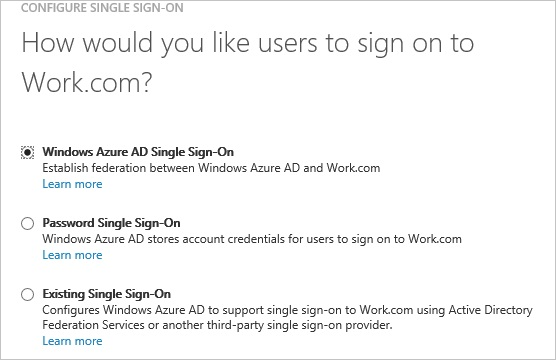 CONFIGURE SINGLE SIGN-ON
How would you like users to sign on to
Work.com?
Windows Azure AD Single Sign-On
Establish federation between Windows Azure AD and Work.com
Learn more
Password Single Sign-On
Windows Azure AD stores account credentials for users to sign on to Work.com
Learn more
Existing Single Sign-On
Configures Windows Azure AD to support single sign-on to Work.com using Active Directory
Federation Services or another third-party single sign-on provider.
Learn more